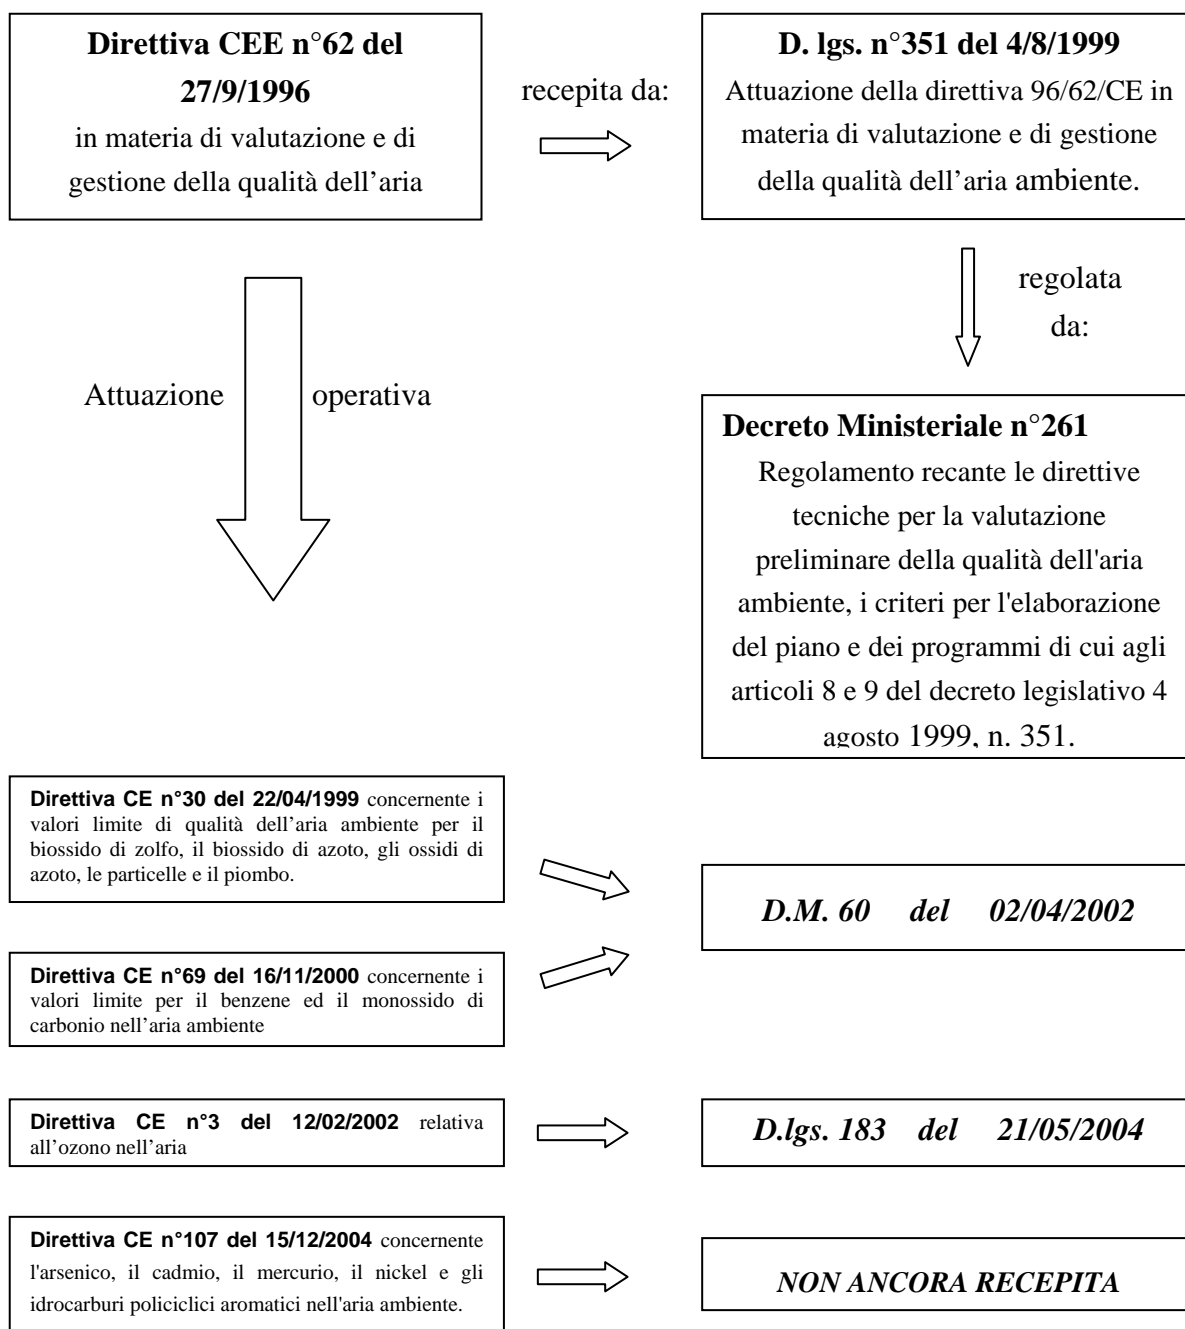 Direttiva CEE n°62 del
27/9/1996
in materia di valutazione e di
gestione della qualità dell’aria
recepita da:
D. lgs. n°351 del 4/8/1999
Attuazione della direttiva 96/62/CE in
materia di valutazione e di gestione
della qualità dell’aria ambiente.
regolata
da:
Attuazione operativa
Decreto Ministeriale n°261
Regolamento recante le direttive
tecniche per la valutazione
preliminare della qualità dell'aria
ambiente, i criteri per l'elaborazione
del piano e dei programmi di cui agli
articoli 8 e 9 del decreto legislativo 4
agosto 1999, n. 351.
Direttiva CE n°30 del 22/04/1999 concernente i
valori limite di qualità dell’aria ambiente per il
biossido di zolfo, il biossido di azoto, gli ossidi di
azoto, le particelle e il piombo.
D.M. 60 del 02/04/2002
Direttiva CE n°69 del 16/11/2000 concernente i
valori limite per il benzene ed il monossido di
carbonio nell’aria ambiente
Direttiva CE n°3 del 12/02/2002 relativa
all’ozono nell’aria
D.lgs. 183 del 21/05/2004
Direttiva CE n°107 del 15/12/2004 concernente
l'arsenico, il cadmio, il mercurio, il nickel e gli
idrocarburi policiclici aromatici nell'aria ambiente.
NON ANCORA RECEPITA